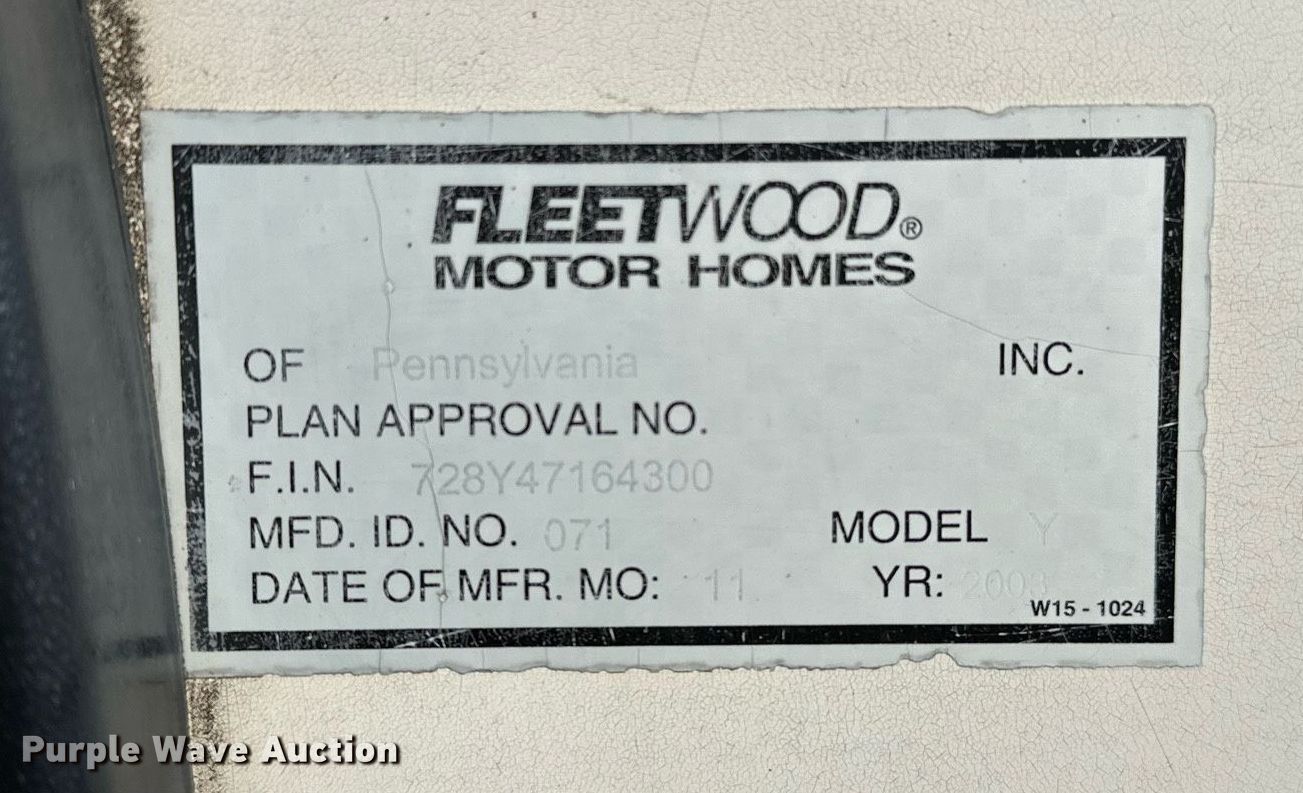 FLEETWOOD®
MOTOR HOMES
OF Pennsylvania INC.
PLAN APPROVAL NO.
F.I.N. 728Y47164300
MFD. ID. NO. 071 MODEL Y
DATE OF MFR. MO: 11 YR: 2003
W15 - 1024
Purple Wave Auction